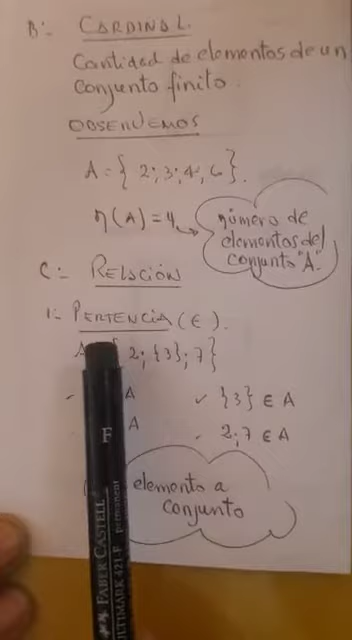 B:- CARDINAL.
Cantidad de elementos de un
conjunto finito.
OBSERVEMOS
A = { 2; 3; 4; 6 }.
η(A) = 4
número de
elementos del
conjunto "A".
C:- RELACIÓN
1:- PERTENCIA (∈).
2; {3}; 7}
A
✓ {3} ∈ A
A
2; 7 ∈ A
elemento a
conjunto
F
FABER CASTELL
MULTIMARK 421-F permanent